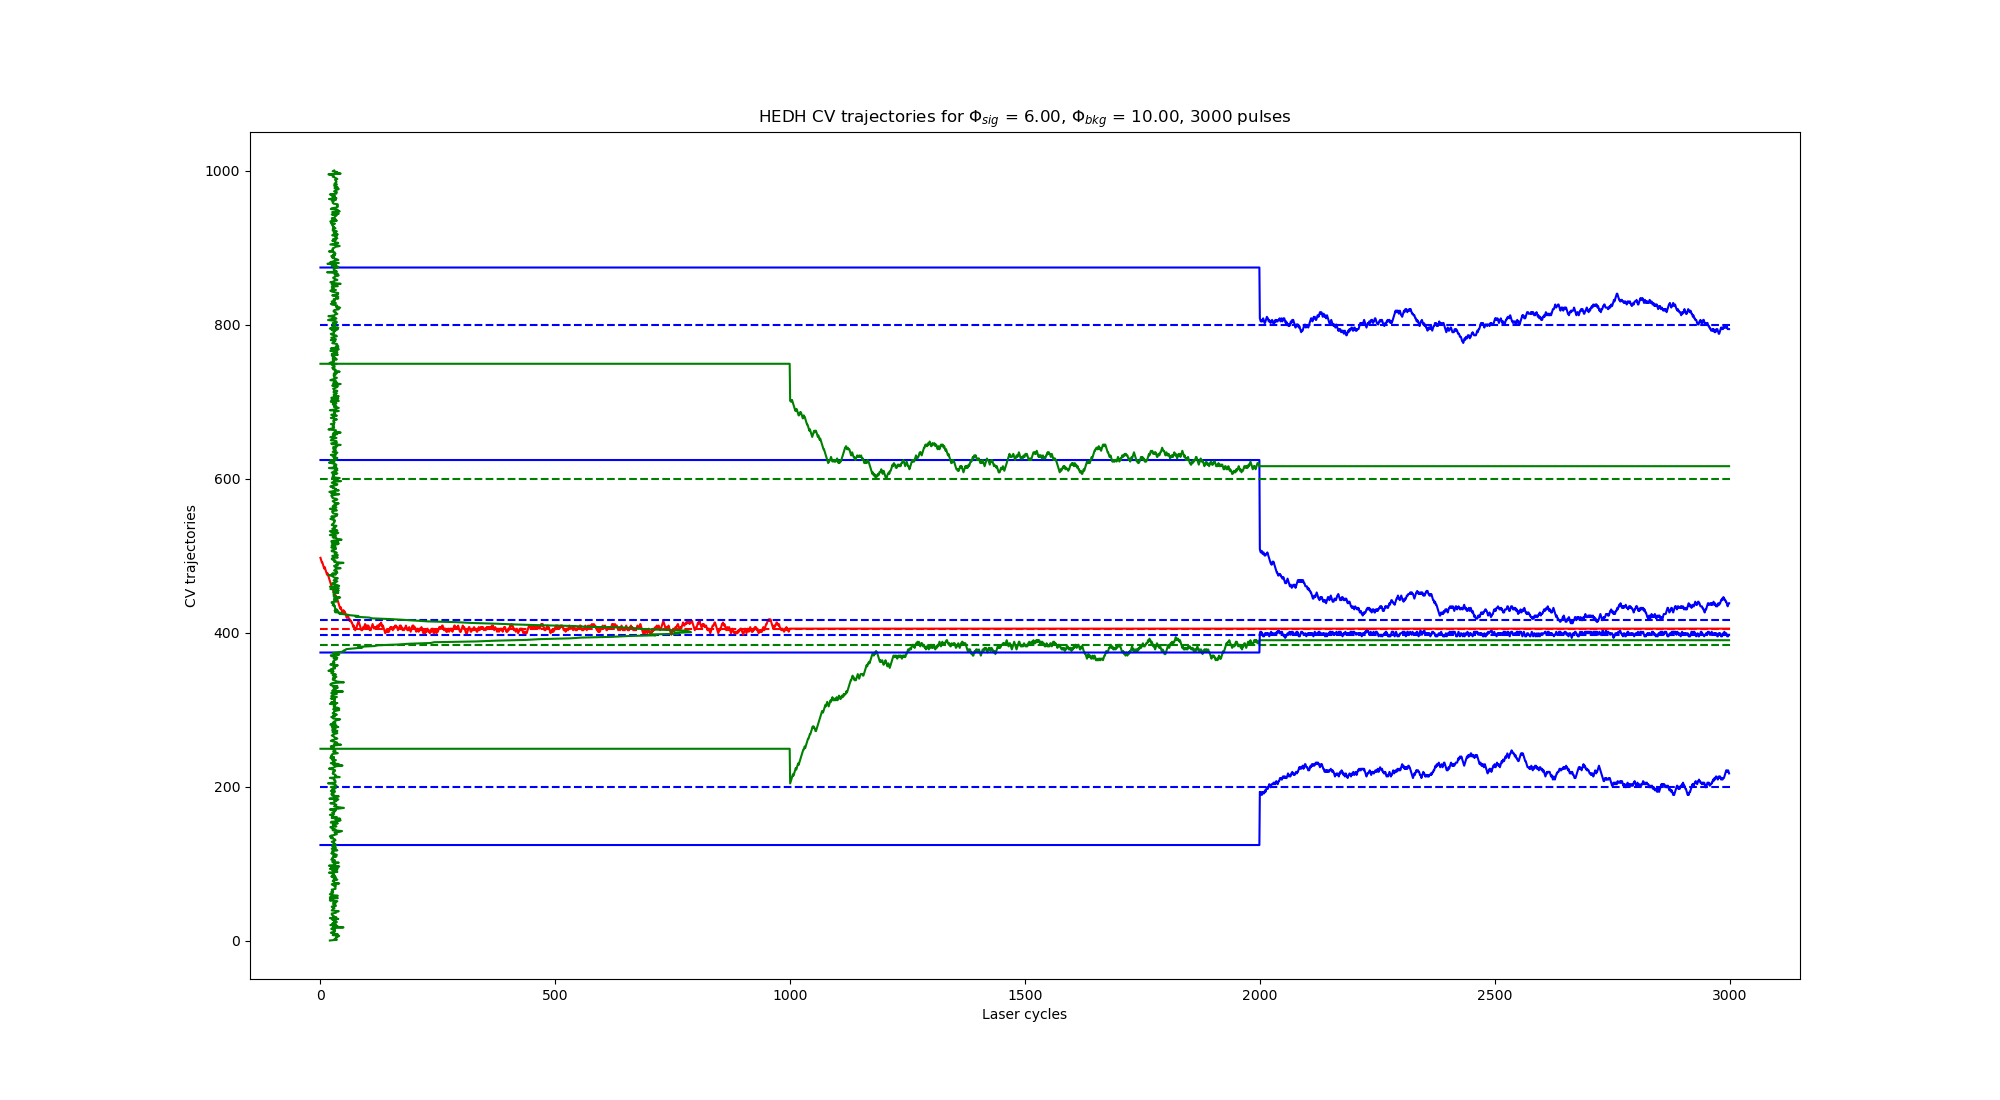 HEDH CV trajectories for Φsig = 6.00, Φbkg = 10.00, 3000 pulses
CV trajectories
1000
800
600
400
200
0
0 500 1000 1500 2000 2500 3000
Laser cycles